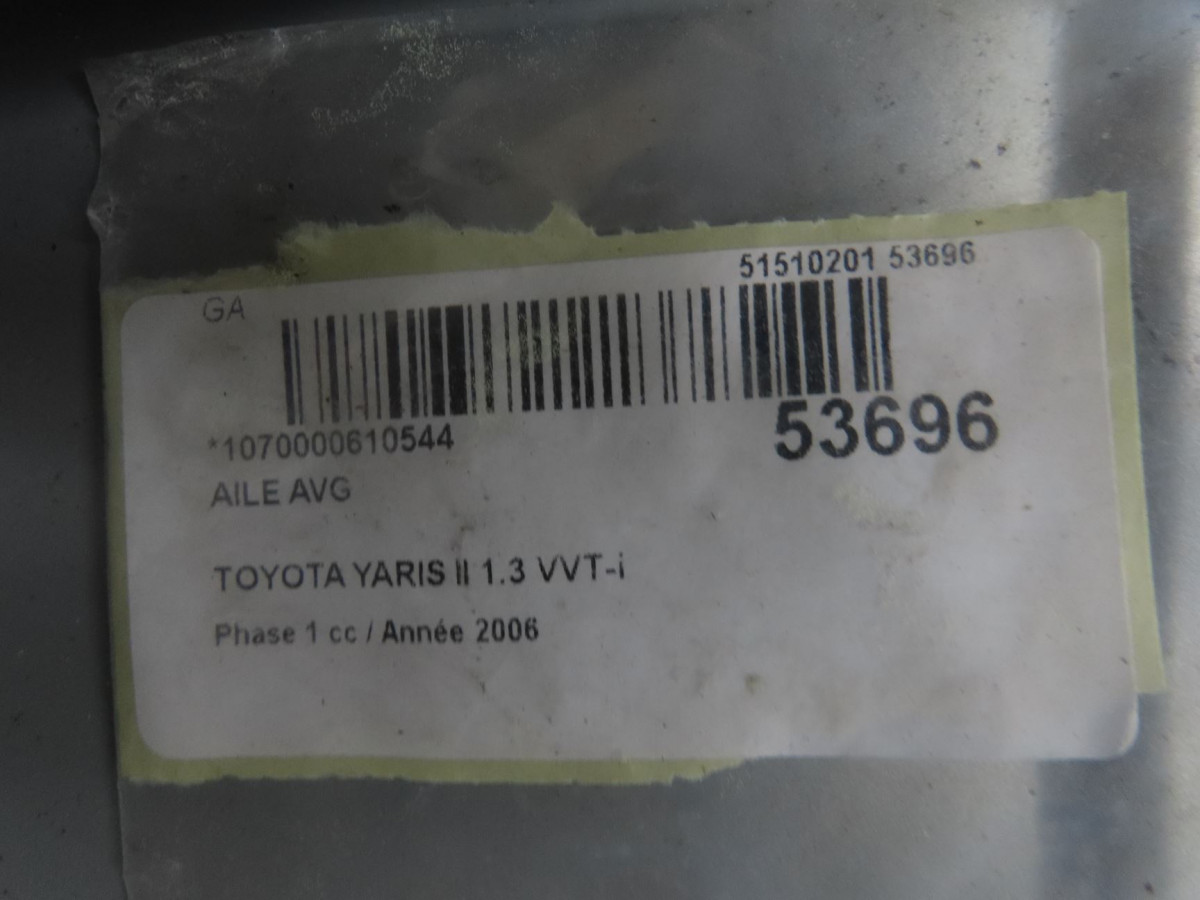 51510201 53696
GA
53696
*1070000610544
AILE AVG
TOYOTA YARIS II 1.3 VVT-i
Phase 1 cc / Année 2006